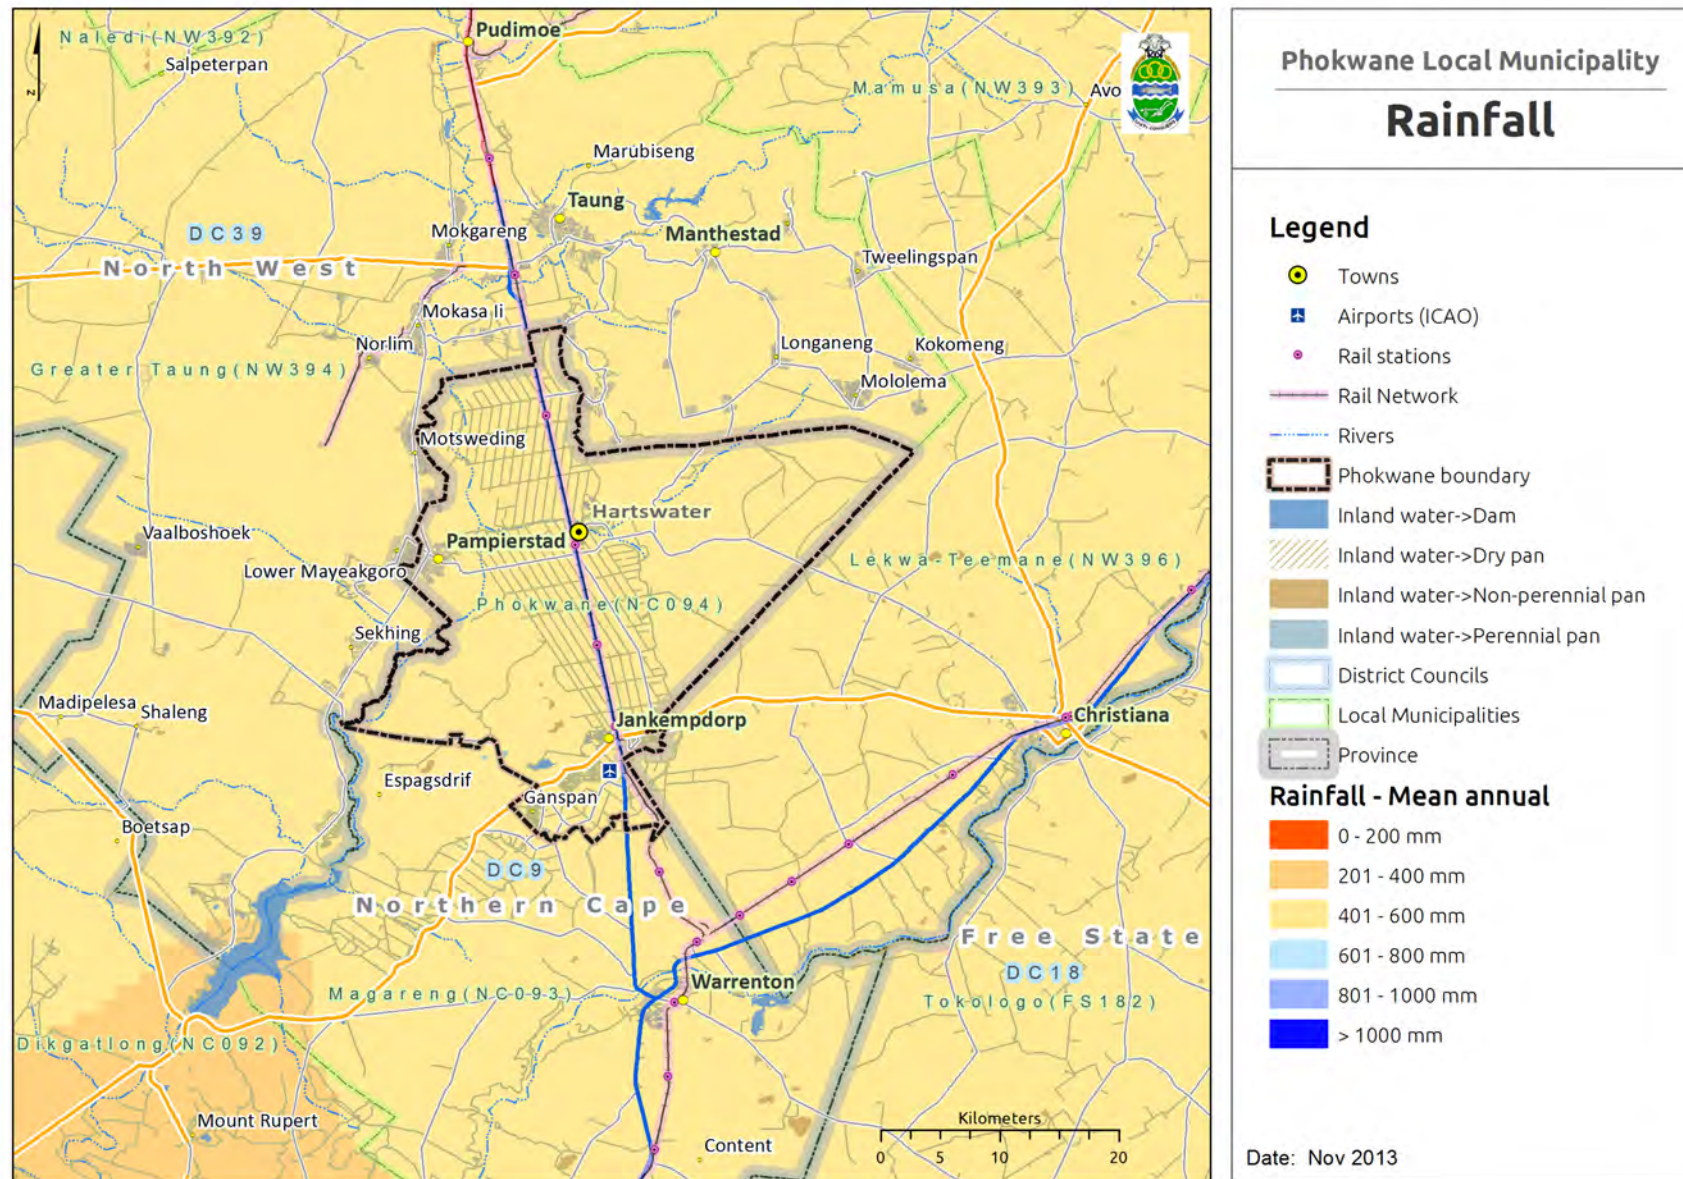 Phokwane Local Municipality
Rainfall
Legend
Towns
Airports (ICAO)
Rail stations
Rail Network
Rivers
Phokwane boundary
Inland water->Dam
Inland water->Dry pan
Inland water->Non-perennial pan
Inland water->Perennial pan
District Councils
Local Municipalities
Province
Rainfall - Mean annual
0 - 200 mm
201 - 400 mm
401 - 600 mm
601 - 800 mm
801 - 1000 mm
> 1000 mm
Date: Nov 2013
N
Naledi(NW392)
Pudimoe
Salpeterpan
Mamusa(NW393)
Avo
Marubiseng
Taung
DC39
Mokgareng
Manthestad
North West
Tweelingspan
Mokasa Ii
Norlim
Longaneng
Kokomeng
Greater Taung(NW394)
Mololema
Motsweding
Hartswater
Vaalboshoek
Pampierstad
Lekwa-Teemane(NW396)
Lower Mayeakgoro
Phokwane(NC094)
Sekhing
Madipelesa
Shaleng
Jankempdorp
Christiana
Espagsdrif
Ganspan
Boetsap
DC9
Northern Cape
Free State
DC18
Warrenton
Magareng(NC093)
Tokologo(FS182)
Dikgatlong(NC092)
Mount Rupert
Kilometers
Content
0 5 10 20